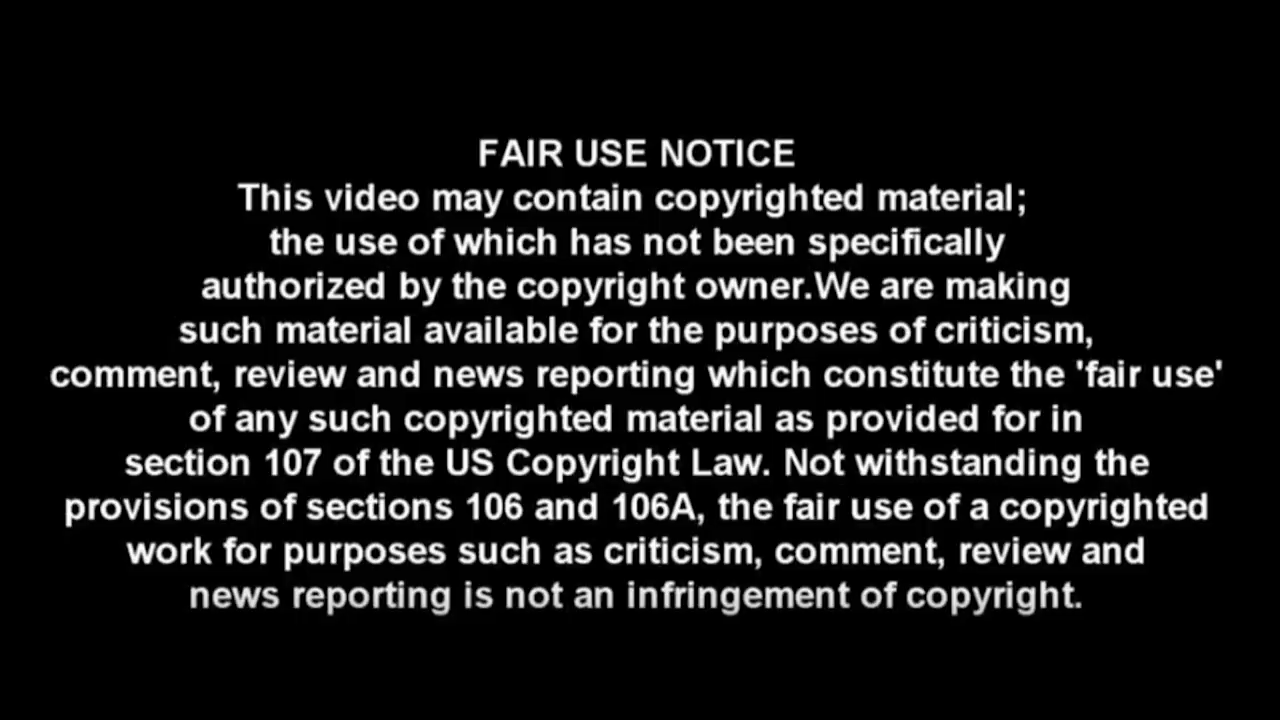 FAIR USE NOTICE
This video may contain copyrighted material;
the use of which has not been specifically
authorized by the copyright owner.We are making
such material available for the purposes of criticism,
comment, review and news reporting which constitute the 'fair use'
of any such copyrighted material as provided for in
section 107 of the US Copyright Law. Not withstanding the
provisions of sections 106 and 106A, the fair use of a copyrighted
work for purposes such as criticism, comment, review and
news reporting is not an infringement of copyright.